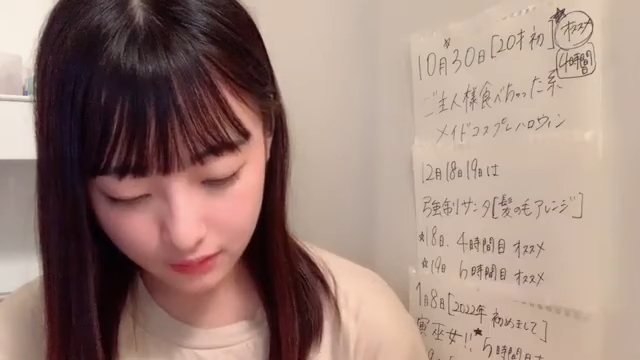 10月30日[20才初] オススメ
4時間目
ご主人様食べちゃった系
メイドコスプレハロウィン
12月18日19日は
強制サンタ[髪の毛アレンジ]
★18日、4時間目 オススメ
★19日 5時間目 オススメ
1月8日[2022年 初めまして]
巫女!! ★5時間目